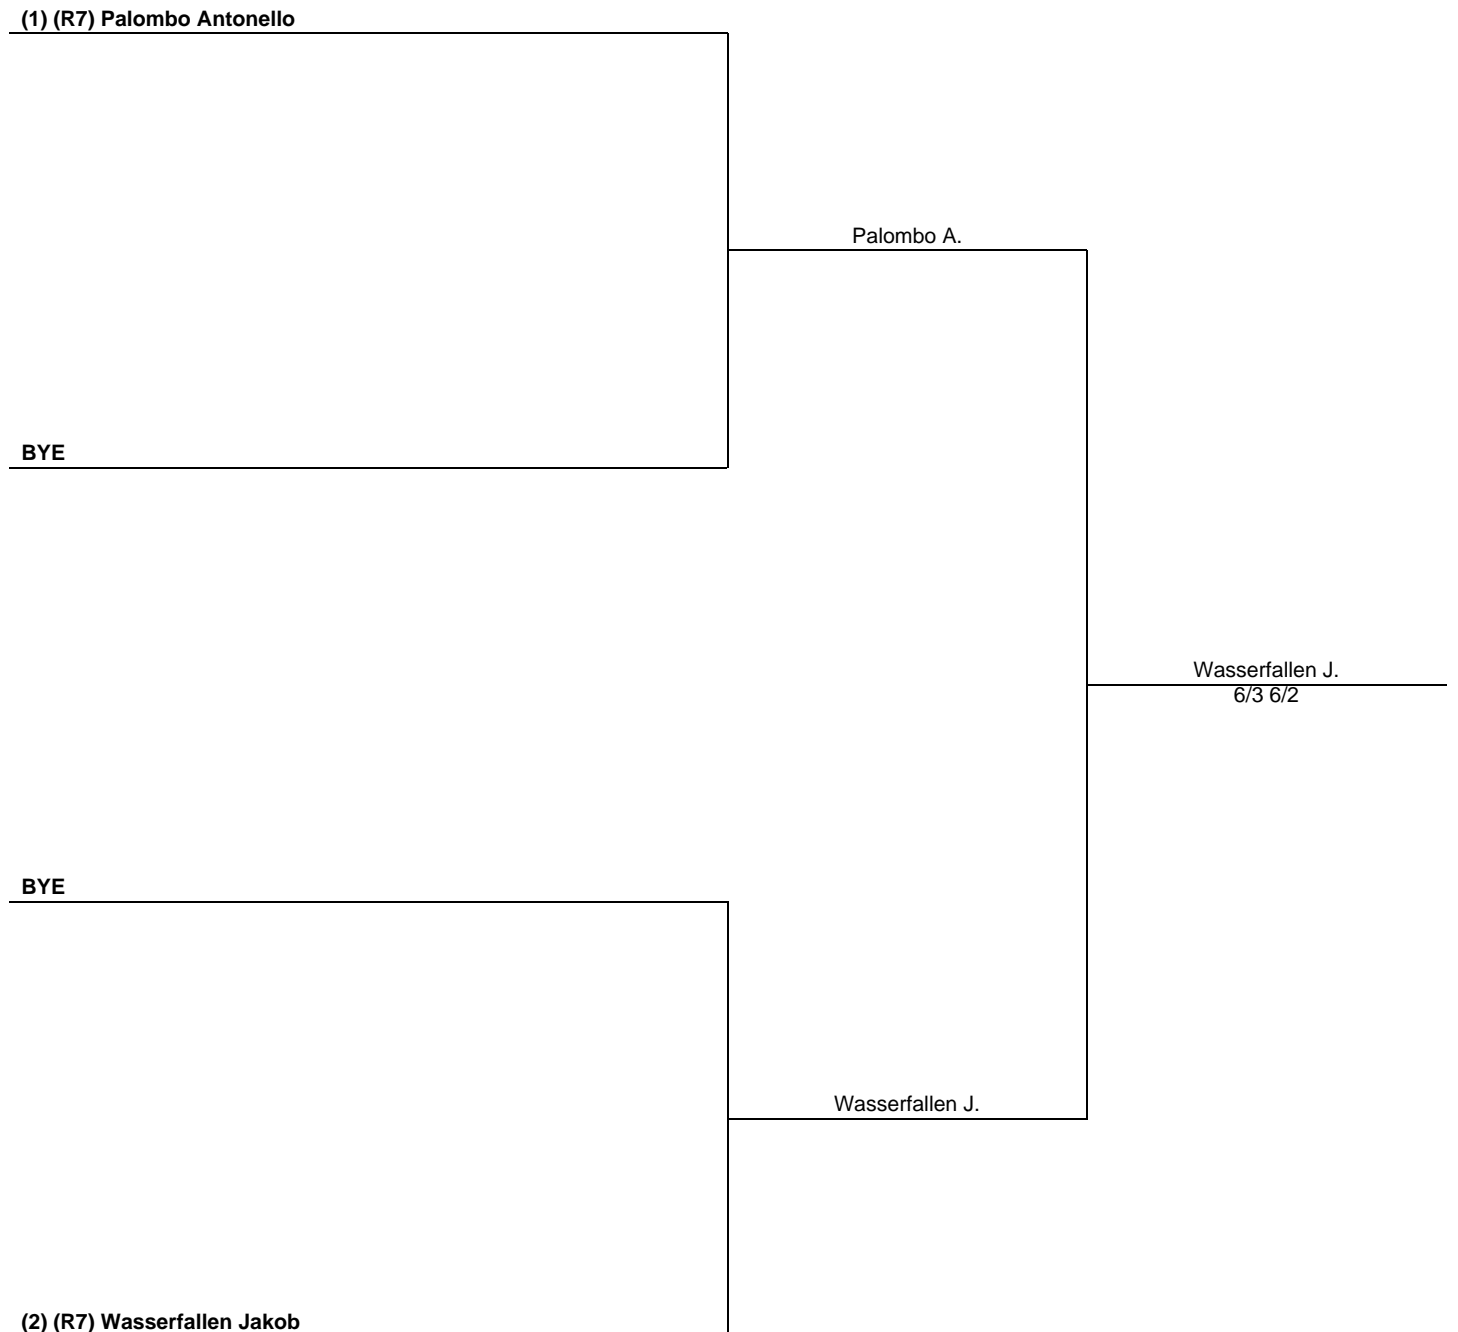 (1) (R7) Palombo Antonello
Palombo A.
BYE
Wasserfallen J.
6/3 6/2
BYE
Wasserfallen J.
(2) (R7) Wasserfallen Jakob